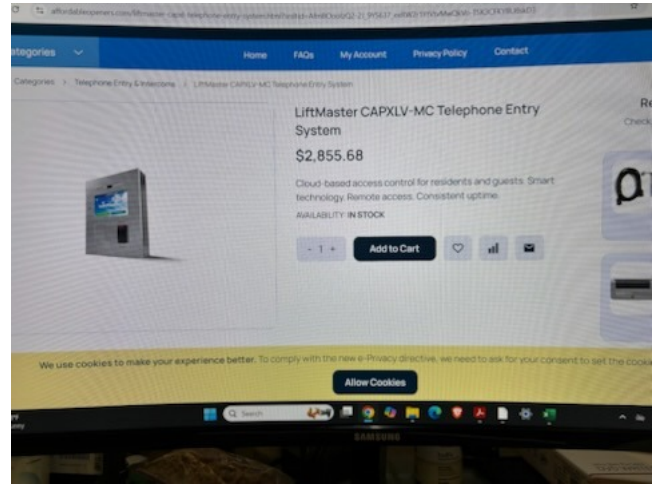 ategories
Home
FAQs
My Account
Privacy Policy
Contact
Categories > Telephone Entry & Intercoms > LiftMaster CAPXLV-MC Telephone Entry System
LiftMaster CAPXLV-MC Telephone Entry
System
$2,855.68
Cloud-based access control for residents and guests. Smart
technology. Remote access. Consistent uptime.
AVAILABILITY: IN STOCK
- 1 +
Add to Cart
Re
Check
We use cookies to make your experience better. To comply with the new e-Privacy directive, we need to ask for your consent to set the cookie
Allow Cookies
Search
SAMSUNG